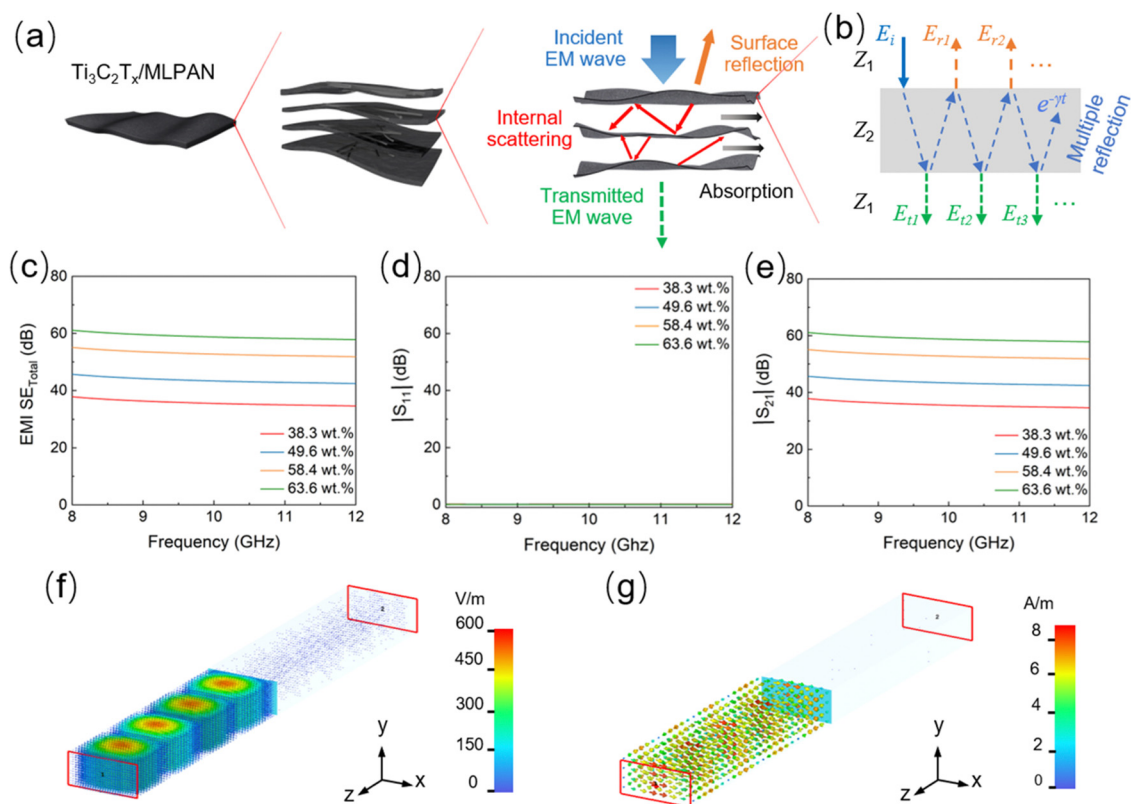 (a)
Ti3C2Tx/MLPAN
Incident
EM wave
Surface
reflection
Internal
scattering
Transmitted
EM wave
Absorption
(b)
Ei
Er1
Er2
...
Z1
Z2
Z1
e-γt
Multiple
reflection
Et1
Et2
Et3
...
(c)
EMI SETotal (dB)
80
60
40
20
0
38.3 wt.%
49.6 wt.%
58.4 wt.%
63.6 wt.%
8
9
10
11
12
Frequency (GHz)
(d)
|S11| (dB)
80
60
40
20
0
38.3 wt.%
49.6 wt.%
58.4 wt.%
63.6 wt.%
8
9
10
11
12
Frequency (GHz)
(e)
|S21| (dB)
80
60
40
20
0
38.3 wt.%
49.6 wt.%
58.4 wt.%
63.6 wt.%
8
9
10
11
12
Frequency (GHz)
(f)
2
1
V/m
600
450
300
150
0
y
x
z
(g)
2
A/m
8
6
4
2
0
y
x
z